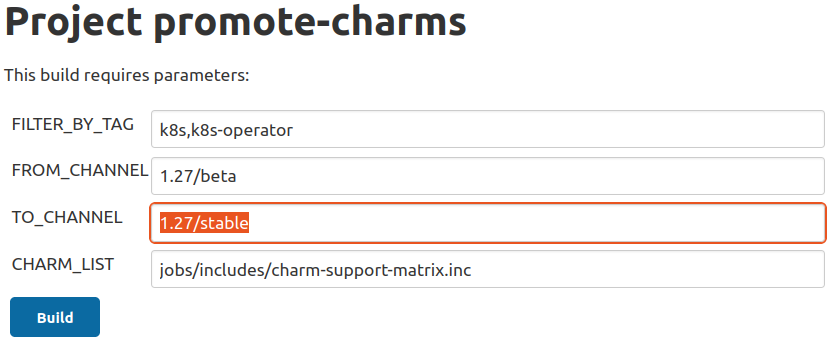 Project promote-charms
This build requires parameters:
FILTER_BY_TAG k8s,k8s-operator
FROM_CHANNEL 1.27/beta
TO_CHANNEL 1.27/stable
CHARM_LIST jobs/includes/charm-support-matrix.inc
Build